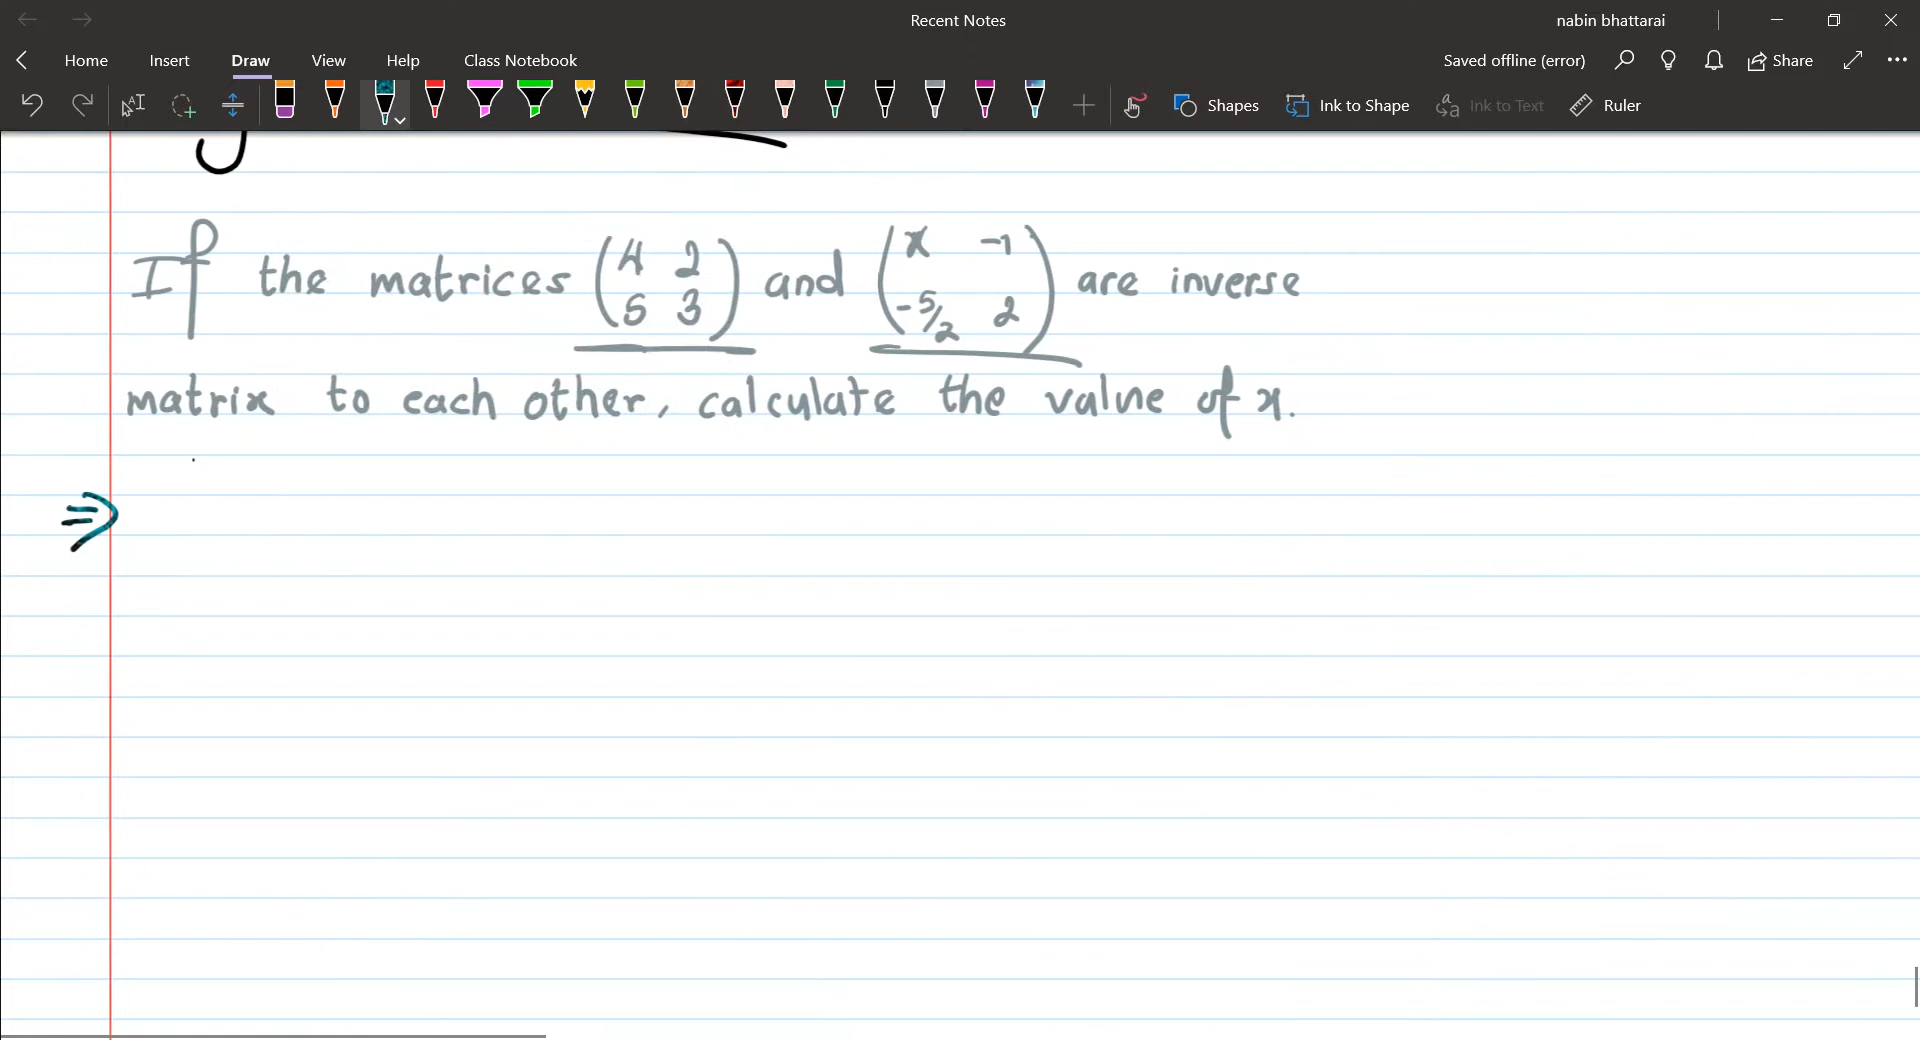 Recent Notes
nabin bhattarai
Home Insert Draw View Help Class Notebook
Saved offline (error)
Share
Shapes Ink to Shape Ink to Text Ruler
If the matrices (4 2 5 3) and (x -1 -5/2 2) are inverse
matrix to each other, calculate the value of x.